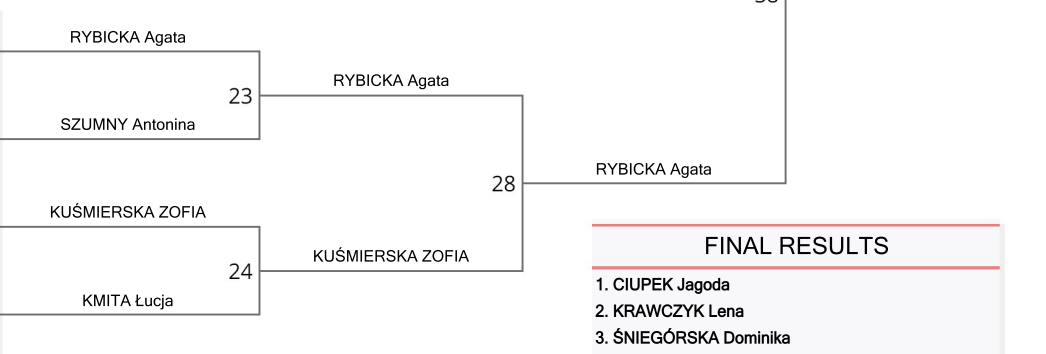 RYBICKA Agata
23
SZUMNY Antonina
RYBICKA Agata
KUŚMIERSKA ZOFIA
24
KMITA Łucja
KUŚMIERSKA ZOFIA
28
RYBICKA Agata
FINAL RESULTS
1. CIUPEK Jagoda
2. KRAWCZYK Lena
3. ŚNIEGÓRSKA Dominika